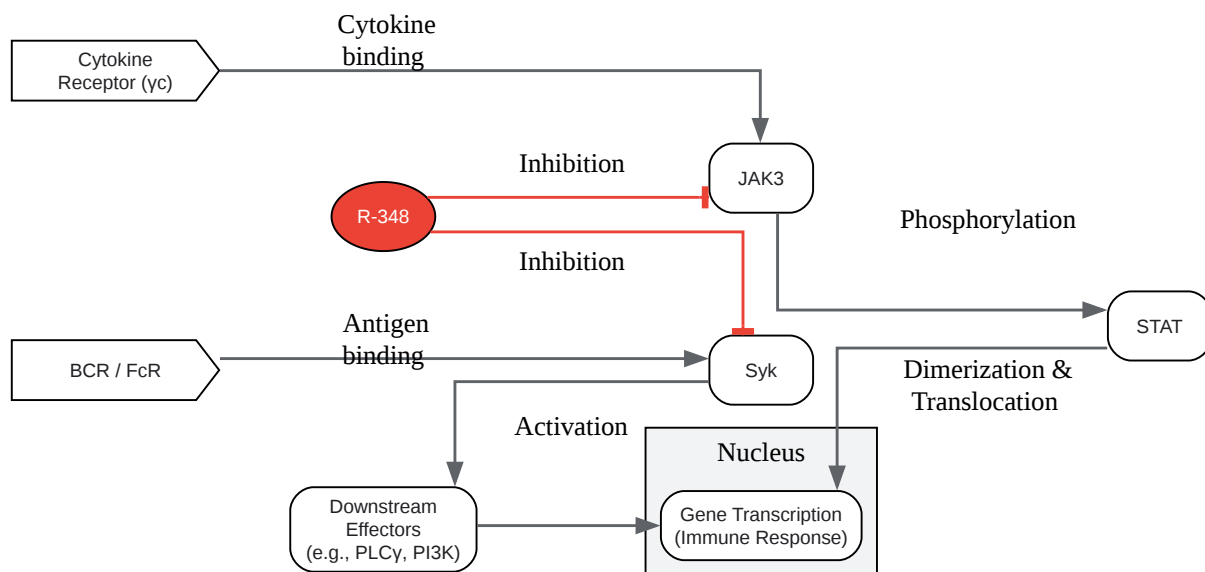 Cytokine
binding
Cytokine
Receptor (γc)
Inhibition
JAK3
R-348
Phosphorylation
Inhibition
Antigen
binding
STAT
BCR / FcR
Syk
Dimerization &
Translocation
Activation
Nucleus
Downstream
Effectors
(e.g., PLCγ, PI3K)
Gene Transcription
(Immune Response)